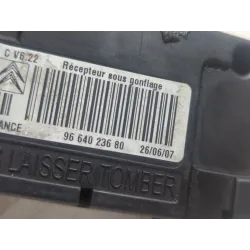 C V6.22
Récepteur sous gonflage
ANCE
96 640 236 80
26/06/07
LAISSER TOMBER